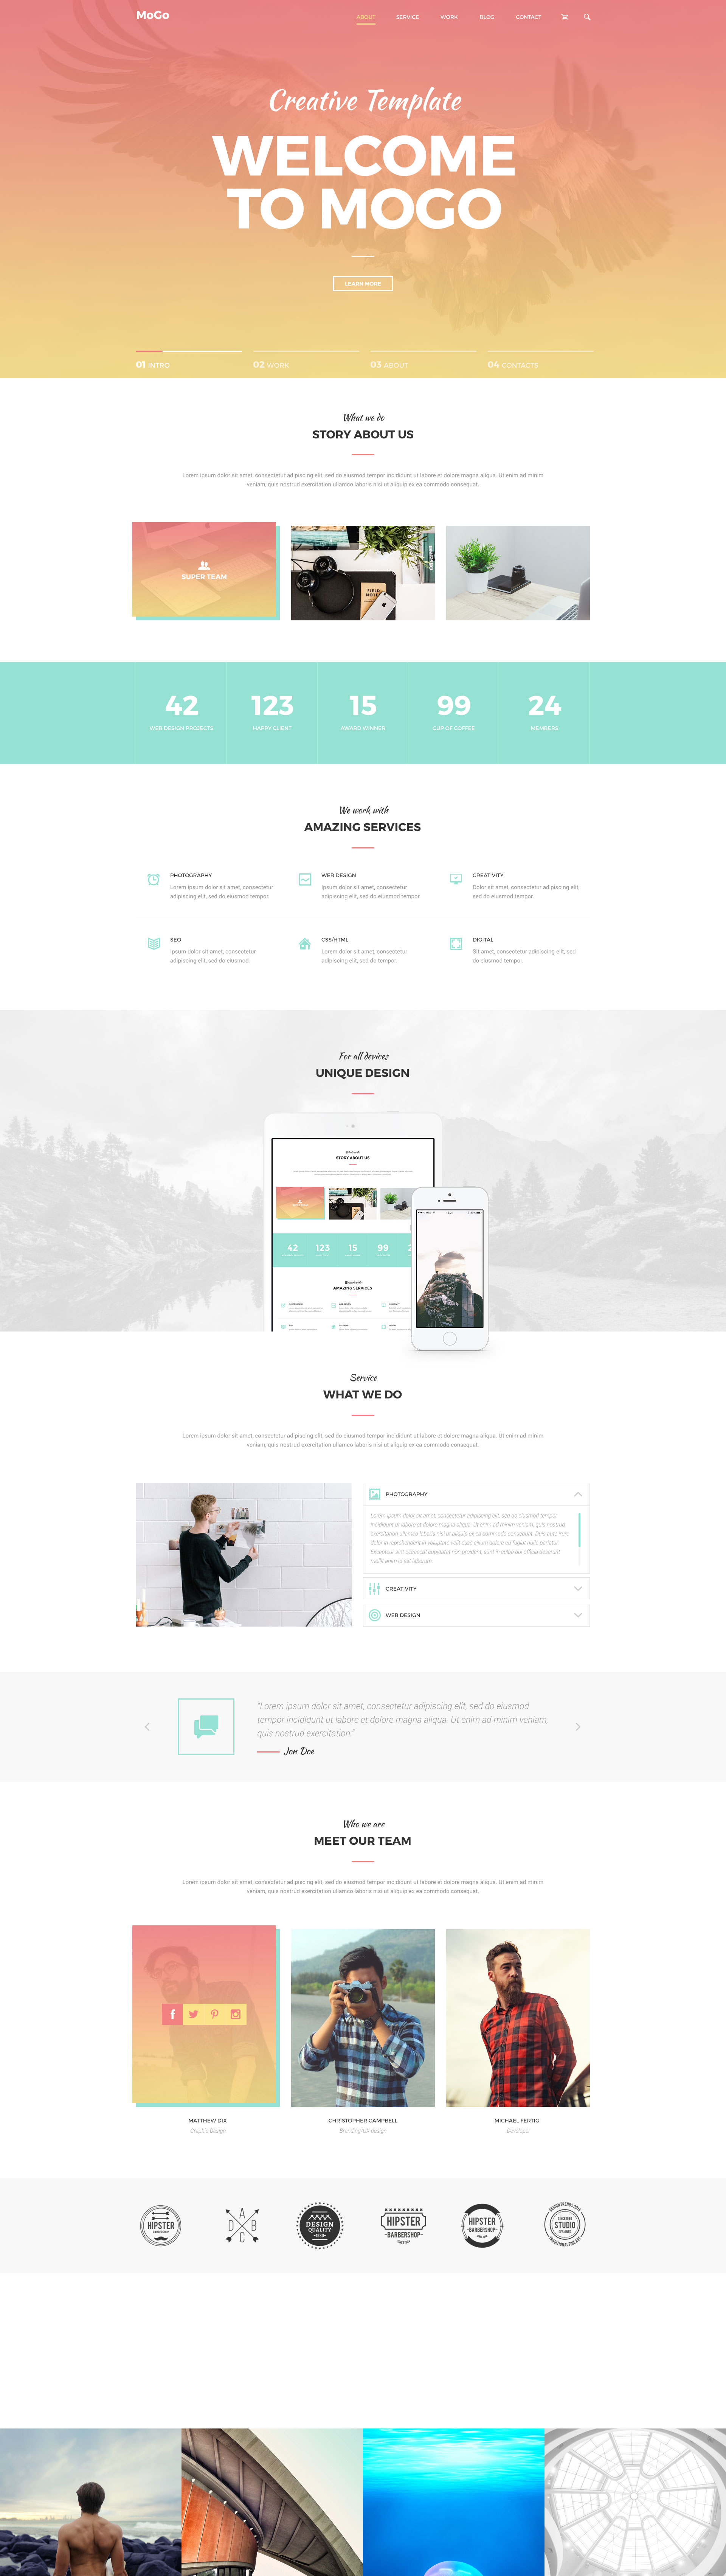 MoGo
ABOUT SERVICE WORK BLOG CONTACT
Creative Template
WELCOME
TO MOGO
LEARN MORE
01 INTRO 02 WORK 03 ABOUT 04 CONTACTS
What we do
STORY ABOUT US
Lorem ipsum dolor sit amet, consectetur adipiscing elit, sed do eiusmod tempor incididunt ut labore et dolore magna aliqua. Ut enim ad minim
veniam, quis nostrud exercitation ullamco laboris nisi ut aliquip ex ea commodo consequat.
SUPER TEAM
FIELD NOTES
42 123 15 99 24
WEB DESIGN PROJECTS HAPPY CLIENT AWARD WINNER CUP OF COFFEE MEMBERS
We work with
AMAZING SERVICES
PHOTOGRAPHY
Lorem ipsum dolor sit amet, consectetur
adipiscing elit, sed do eiusmod tempor.
WEB DESIGN
Ipsum dolor sit amet, consectetur
adipiscing elit, sed do eiusmod tempor.
CREATIVITY
Dolor sit amet, consectetur adipiscing elit,
sed do eiusmod tempor.
SEO
Ipsum dolor sit amet, consectetur
adipiscing elit, sed do eiusmod.
CSS/HTML
Lorem dolor sit amet, consectetur
adipiscing elit, sed do tempor.
DIGITAL
Sit amet, consectetur adipiscing elit, sed
do eiusmod tempor.
For all devices
UNIQUE DESIGN
What we do
STORY ABOUT US
42 123 15 99 2
We work with
AMAZING SERVICES
Service
WHAT WE DO
Lorem ipsum dolor sit amet, consectetur adipiscing elit, sed do eiusmod tempor incididunt ut labore et dolore magna aliqua. Ut enim ad minim
veniam, quis nostrud exercitation ullamco laboris nisi ut aliquip ex ea commodo consequat.
PHOTOGRAPHY
Lorem ipsum dolor sit amet, consectetur adipiscing elit, sed do eiusmod tempor
incididunt ut labore et dolore magna aliqua. Ut enim ad minim veniam, quis nostrud
exercitation ullamco laboris nisi ut aliquip ex ea commodo consequat. Duis aute irure
dolor in reprehenderit in voluptate velit esse cillum dolore eu fugiat nulla pariatur.
Excepteur sint occaecat cupidatat non proident, sunt in culpa qui officia deserunt
mollit anim id est laborum.
CREATIVITY
WEB DESIGN
“Lorem ipsum dolor sit amet, consectetur adipiscing elit, sed do eiusmod
tempor incididunt ut labore et dolore magna aliqua. Ut enim ad minim veniam,
quis nostrud exercitation.”
Jon Doe
Who we are
MEET OUR TEAM
Lorem ipsum dolor sit amet, consectetur adipiscing elit, sed do eiusmod tempor incididunt ut labore et dolore magna aliqua. Ut enim ad minim
veniam, quis nostrud exercitation ullamco laboris nisi ut aliquip ex ea commodo consequat.
MATTHEW DIX
Graphic Design
CHRISTOPHER CAMPBELL
Branding/UX design
MICHAEL FERTIG
Developer
HIPSTER
BARBERSHOP
A
D B
C
DESIGN
QUALITY
HIPSTER
-BARBERSHOP-
HIPSTER
-BARBERSHOP-
STUDIO
DESIGNER